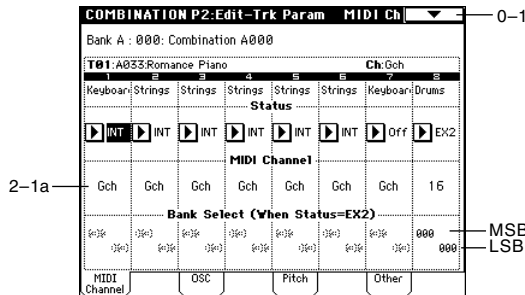 COMBINATION P2:Edit-Trk Param MIDI Ch
0–1
Bank A : 000: Combination A000
T01:A033:Romance Piano Ch:Gch
1 2 3 4 5 6 7 8
Keyboar Strings Strings Strings Strings Strings Keyboar Drums
Status
INT INT INT INT INT INT Off EX2
MIDI Channel
2–1a
Gch Gch Gch Gch Gch Gch Gch 16
Bank Select (When Status=EX2)
000
MSB
000
LSB
MIDI Channel OSC Pitch Other